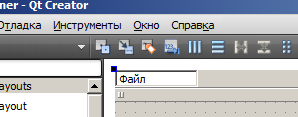 ner - Qt Creator
Отладка Инструменты Окно Справка
Файл
ayouts
ayout